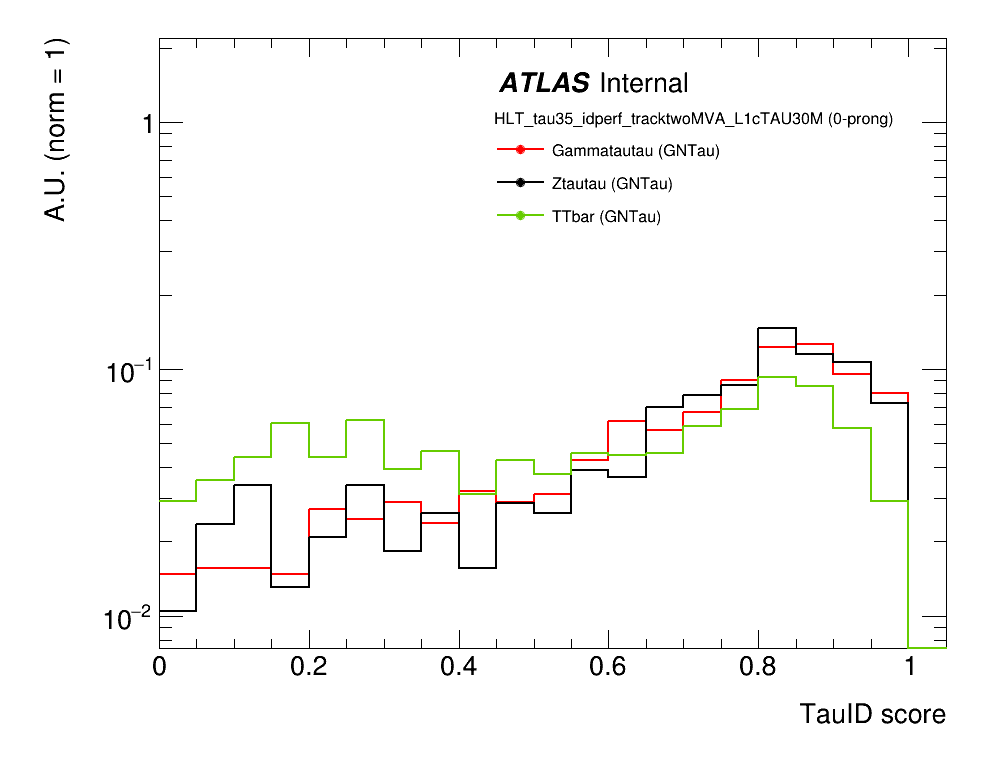 A.U. (norm = 1)
ATLAS Internal
HLT_tau35_idperf_tracktwoMVA_L1cTAU30M (0-prong)
Gammatautau (GNTau)
Ztautau (GNTau)
TTbar (GNTau)
1
10⁻¹
10⁻²
0 0.2 0.4 0.6 0.8 1
TauID score